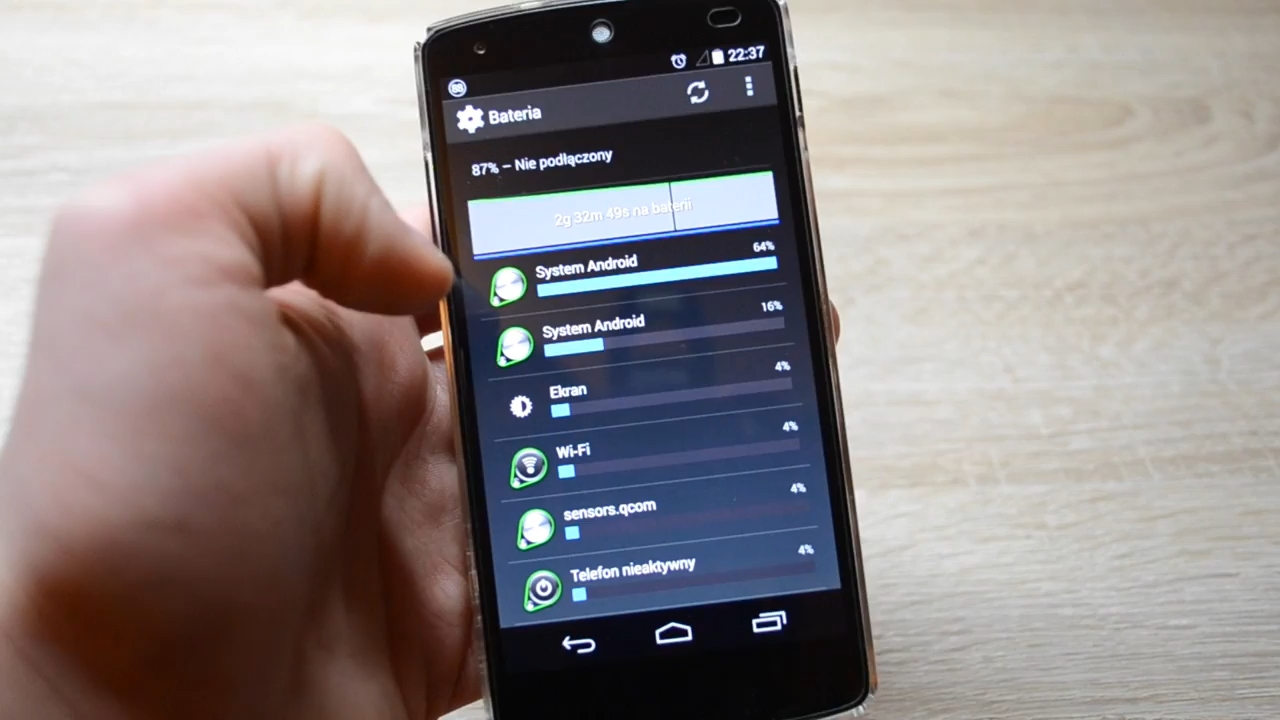 88
22:37
Bateria
87% – Nie podłączony
2g 32m 49s na baterii
System Android
64%
System Android
16%
Ekran
4%
Wi-Fi
4%
sensors.qcom
4%
Telefon nieaktywny
4%